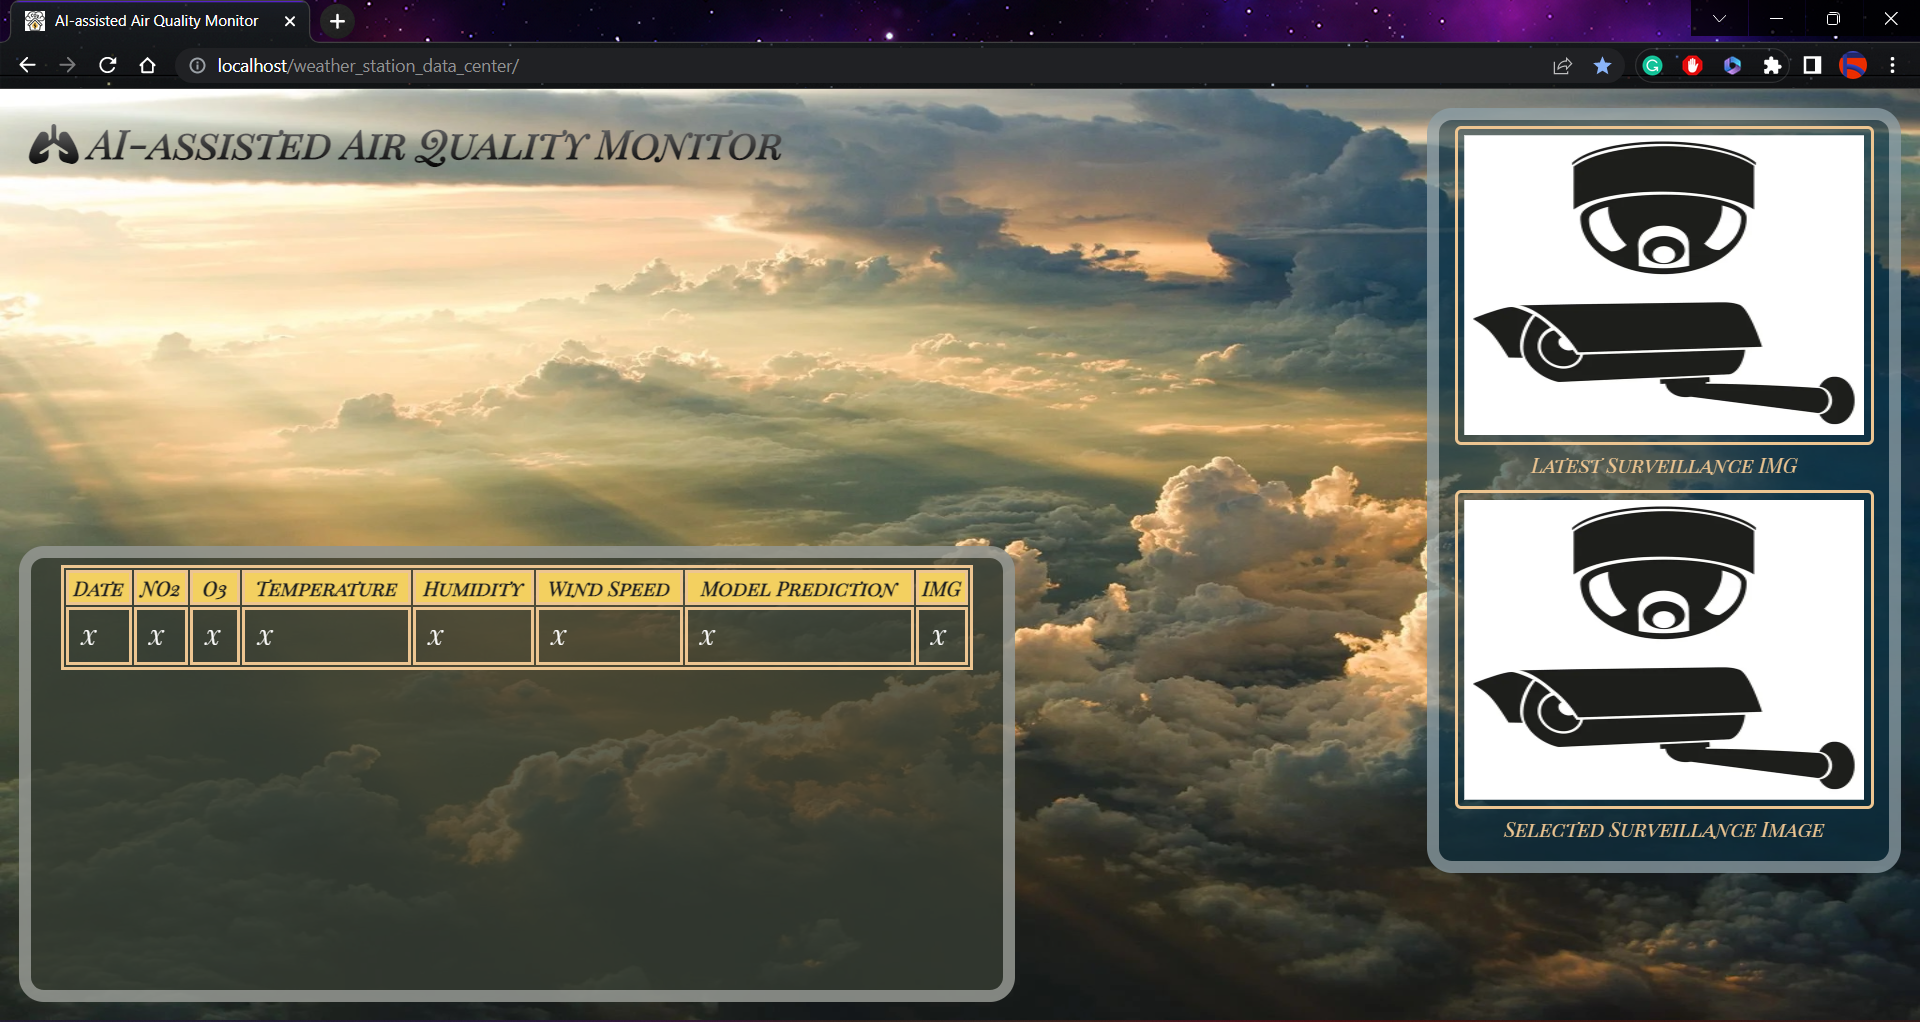 AI-assisted Air Quality Monitor
localhost/weather_station_data_center/
AI-assisted Air Quality Monitor
Latest Surveillance IMG
Date NO2 O3 Temperature Humidity Wind Speed Model Prediction IMG
x x x x x x x x
Selected Surveillance Image